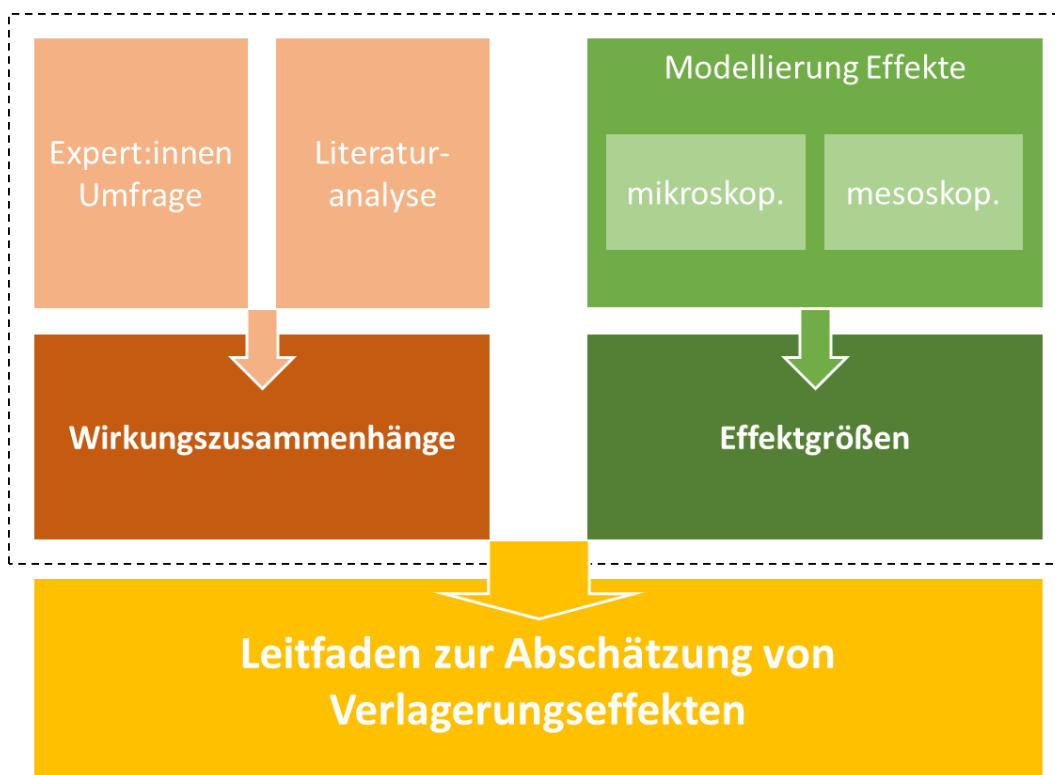 Expert:innen
Umfrage
Literatur-
analyse
Modellierung Effekte
mikroskop.
mesoskop.
Wirkungszusammenhänge
Effektgrößen
Leitfaden zur Abschätzung von
Verlagerungseffekten